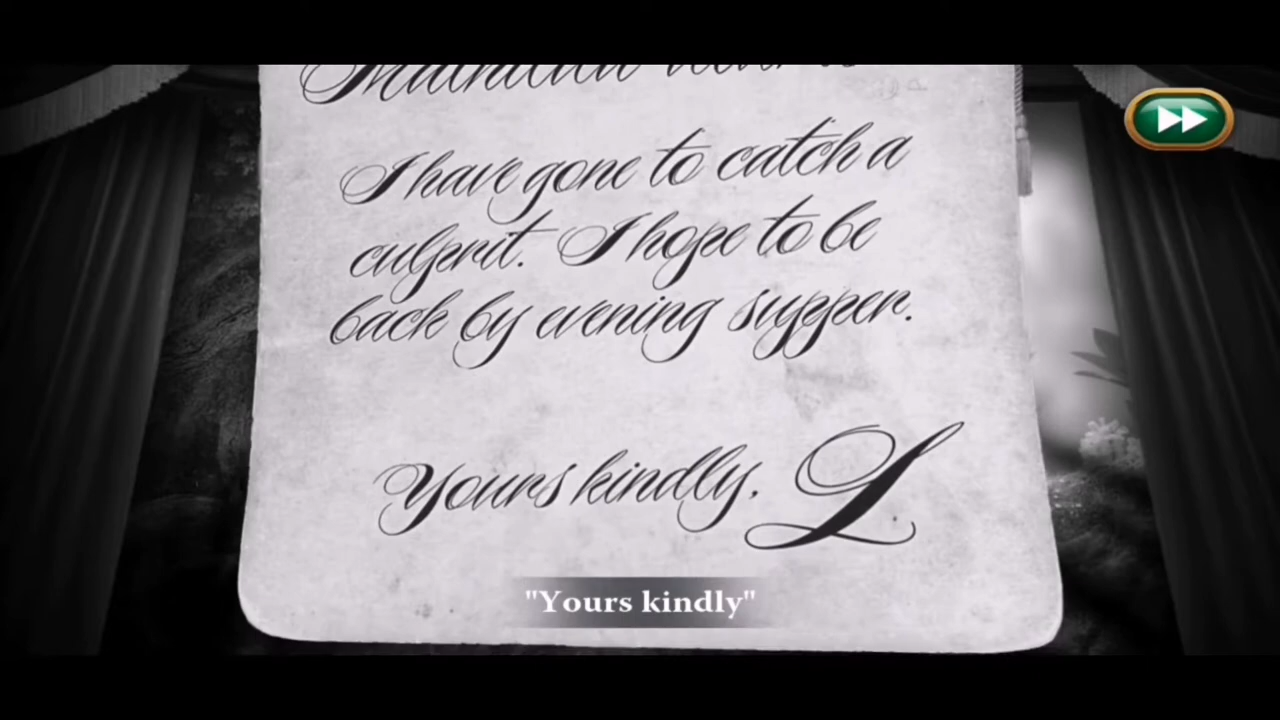 I have gone to catch a
culprit. I hope to be
back by evening supper.
Yours kindly, L
"Yours kindly"